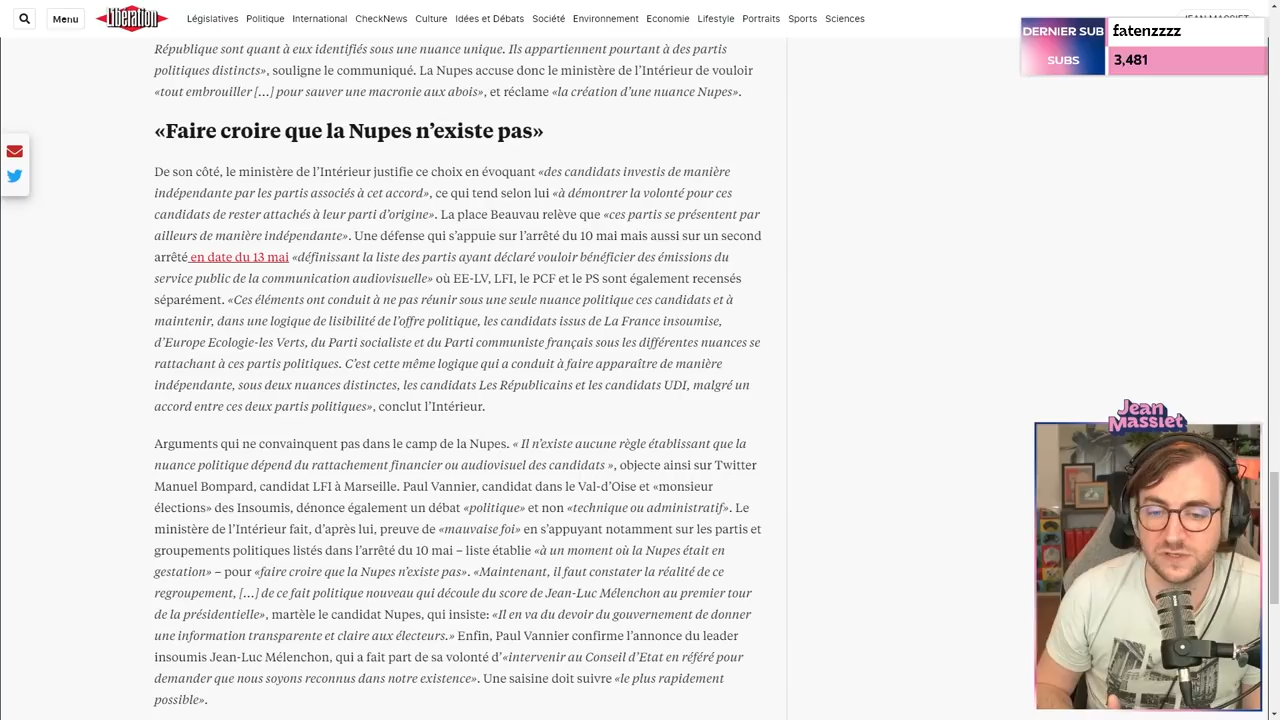 Menu
Libération
Législatives Politique International CheckNews Culture Idées et Débats Société Environnement Economie Lifestyle Portraits Sports Sciences
JEAN MASSIET
DERNIER SUB fatenzzzz
SUBS 3,481
République sont quant à eux identifiés sous une nuance unique. Ils appartiennent pourtant à des partis
politiques distincts», souligne le communiqué. La Nupes accuse donc le ministère de l’Intérieur de vouloir
«tout embrouiller […] pour sauver une macronie aux abois», et réclame «la création d’une nuance Nupes».
«Faire croire que la Nupes n’existe pas»
De son côté, le ministère de l’Intérieur justifie ce choix en évoquant «des candidats investis de manière
indépendante par les partis associés à cet accord», ce qui tend selon lui «à démontrer la volonté pour ces
candidats de rester attachés à leur parti d’origine». La place Beauvau relève que «ces partis se présentent par
ailleurs de manière indépendante». Une défense qui s’appuie sur l’arrêté du 10 mai mais aussi sur un second
arrêté en date du 13 mai «définissant la liste des partis ayant déclaré vouloir bénéficier des émissions du
service public de la communication audiovisuelle» où EE-LV, LFI, le PCF et le PS sont également recensés
séparément. «Ces éléments ont conduit à ne pas réunir sous une seule nuance politique ces candidats et à
maintenir, dans une logique de lisibilité de l’offre politique, les candidats issus de La France insoumise,
d’Europe Ecologie-les Verts, du Parti socialiste et du Parti communiste français sous les différentes nuances se
rattachant à ces partis politiques. C’est cette même logique qui a conduit à faire apparaître de manière
indépendante, sous deux nuances distinctes, les candidats Les Républicains et les candidats UDI, malgré un
accord entre ces deux partis politiques», conclut l’Intérieur.
Arguments qui ne convainquent pas dans le camp de la Nupes. « Il n’existe aucune règle établissant que la
nuance politique dépend du rattachement financier ou audiovisuel des candidats », objecte ainsi sur Twitter
Manuel Bompard, candidat LFI à Marseille. Paul Vannier, candidat dans le Val-d’Oise et «monsieur
élections» des Insoumis, dénonce également un débat «politique» et non «technique ou administratif». Le
ministère de l’Intérieur fait, d’après lui, preuve de «mauvaise foi» en s’appuyant notamment sur les partis et
groupements politiques listés dans l’arrêté du 10 mai – liste établie «à un moment où la Nupes était en
gestation» – pour «faire croire que la Nupes n’existe pas». «Maintenant, il faut constater la réalité de ce
regroupement, […] de ce fait politique nouveau qui découle du score de Jean-Luc Mélenchon au premier tour
de la présidentielle», martèle le candidat Nupes, qui insiste: «Il en va du devoir du gouvernement de donner
une information transparente et claire aux électeurs.» Enfin, Paul Vannier confirme l’annonce du leader
insoumis Jean-Luc Mélenchon, qui a fait part de sa volonté d’«intervenir au Conseil d’Etat en référé pour
demander que nous soyons reconnus dans notre existence». Une saisine doit suivre «le plus rapidement
possible».
Jean
Massiet